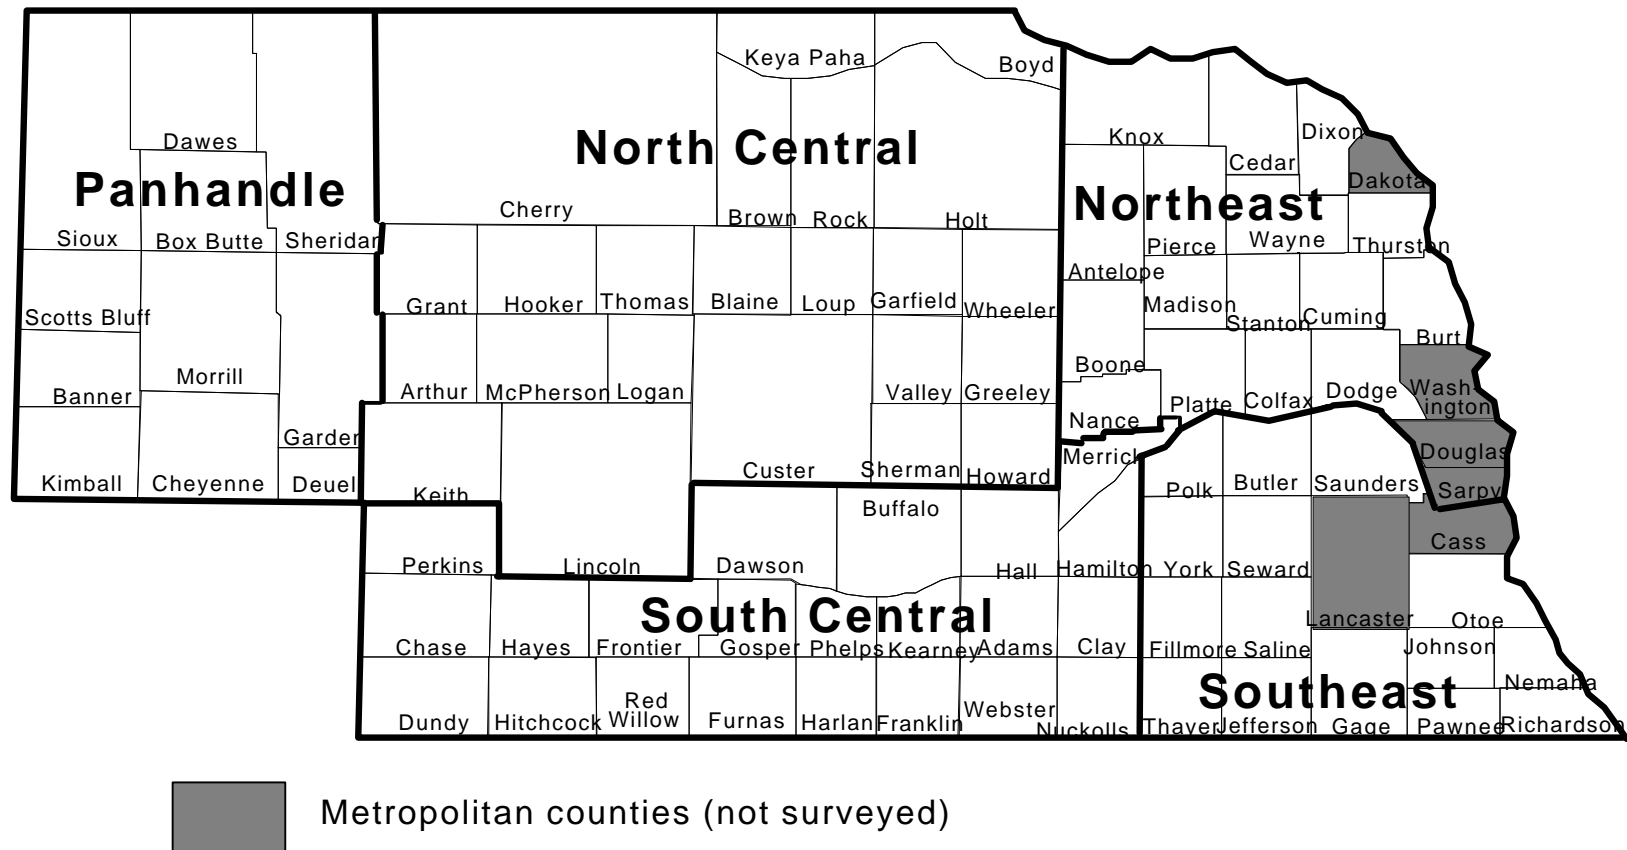 Keya Paha
Boyd
Dawes
North Central
Knox
Dixon
Cedar
Dakota
Panhandle
Northeast
Cherry
Brown
Rock
Holt
Sioux
Box Butte
Sheridan
Pierce
Wayne
Thurston
Antelope
Scotts Bluff
Grant
Hooker
Thomas
Blaine
Loup
Garfield
Wheeler
Madison
Stanton
Cuming
Burt
Banner
Morrill
Arthur
McPherson
Logan
Valley
Greeley
Boone
Platte
Colfax
Dodge
Wash-
ington
Nance
Garden
Douglas
Kimball
Cheyenne
Deuel
Keith
Custer
Sherman
Howard
Merrick
Polk
Butler
Saunders
Sarpy
Buffalo
Cass
Perkins
Lincoln
Dawson
Hall
Hamilton
York
Seward
South Central
Lancaster
Otoe
Chase
Hayes
Frontier
Gosper
Phelps
Kearney
Adams
Clay
Fillmore
Saline
Johnson
Southeast
Nemaha
Dundy
Hitchcock
Red
Willow
Furnas
Harlan
Franklin
Webster
Nuckolls
Thayer
Jefferson
Gage
Pawnee
Richardson
Metropolitan counties (not surveyed)